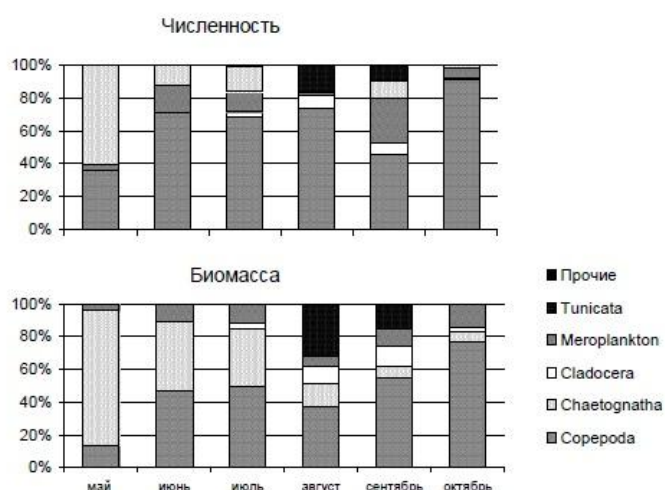 Численность
100%
80%
60%
40%
20%
0%
Биомасса
100%
80%
60%
40%
20%
0%
май июнь июль август сентябрь октябрь
Прочие
Tunicata
Meroplankton
Cladocera
Chaetognatha
Copepoda